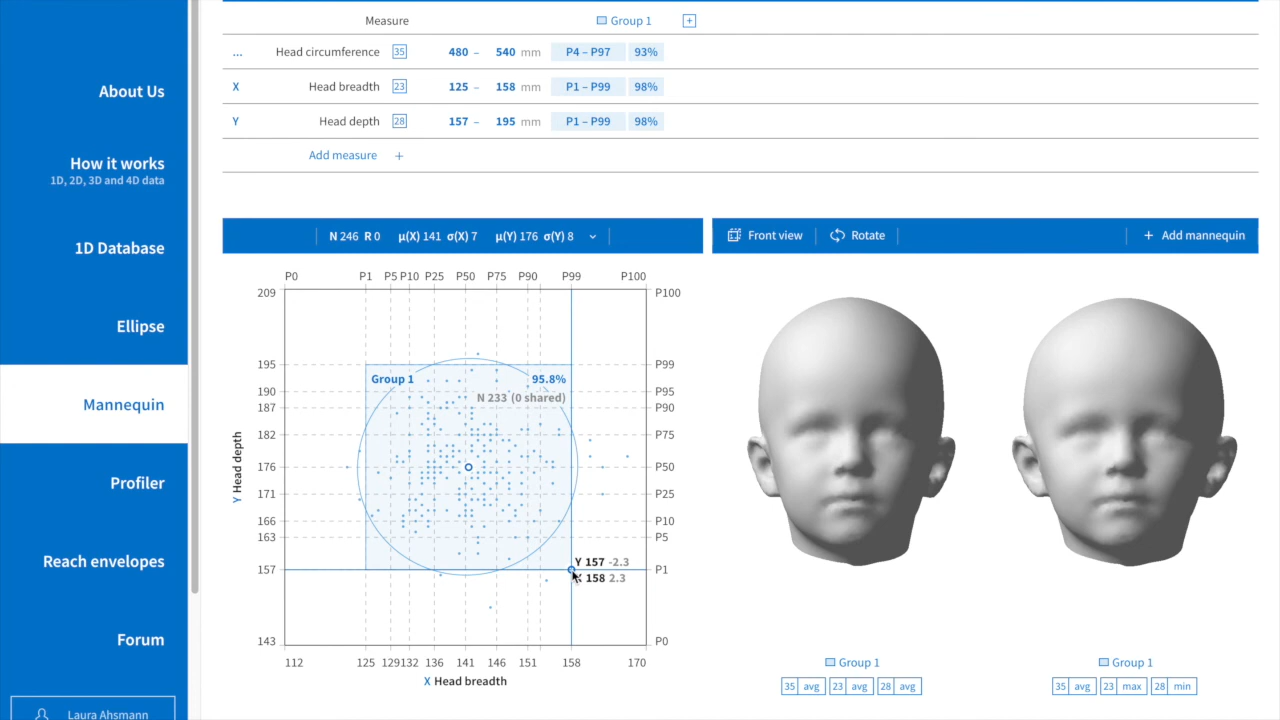 Measure Group 1 +
... Head circumference 35 480 – 540 mm P4 – P97 93%
X Head breadth 23 125 – 158 mm P1 – P99 98%
Y Head depth 28 157 – 195 mm P1 – P99 98%
Add measure +
About Us
How it works
1D, 2D, 3D and 4D data
1D Database
Ellipse
Mannequin
Profiler
Reach envelopes
Forum
Laura Ahsmann
N 246 R 0 µ(X) 141 σ(X) 7 µ(Y) 176 σ(Y) 8
Front view Rotate + Add mannequin
P0 P1 P5 P10 P25 P50 P75 P90 P99 P100
209 P100
195 P99
Group 1 95.8%
190 P95
N 233 (0 shared)
187 P90
182 P75
176 P50
171 P25
166 P10
163 P5
Y 157 -2.3
157 P1
X 158 2.3
143 P0
Y Head depth
112 125 129 132 136 141 146 151 158 170
X Head breadth
Group 1
35 avg 23 avg 28 avg
Group 1
35 avg 23 max 28 min